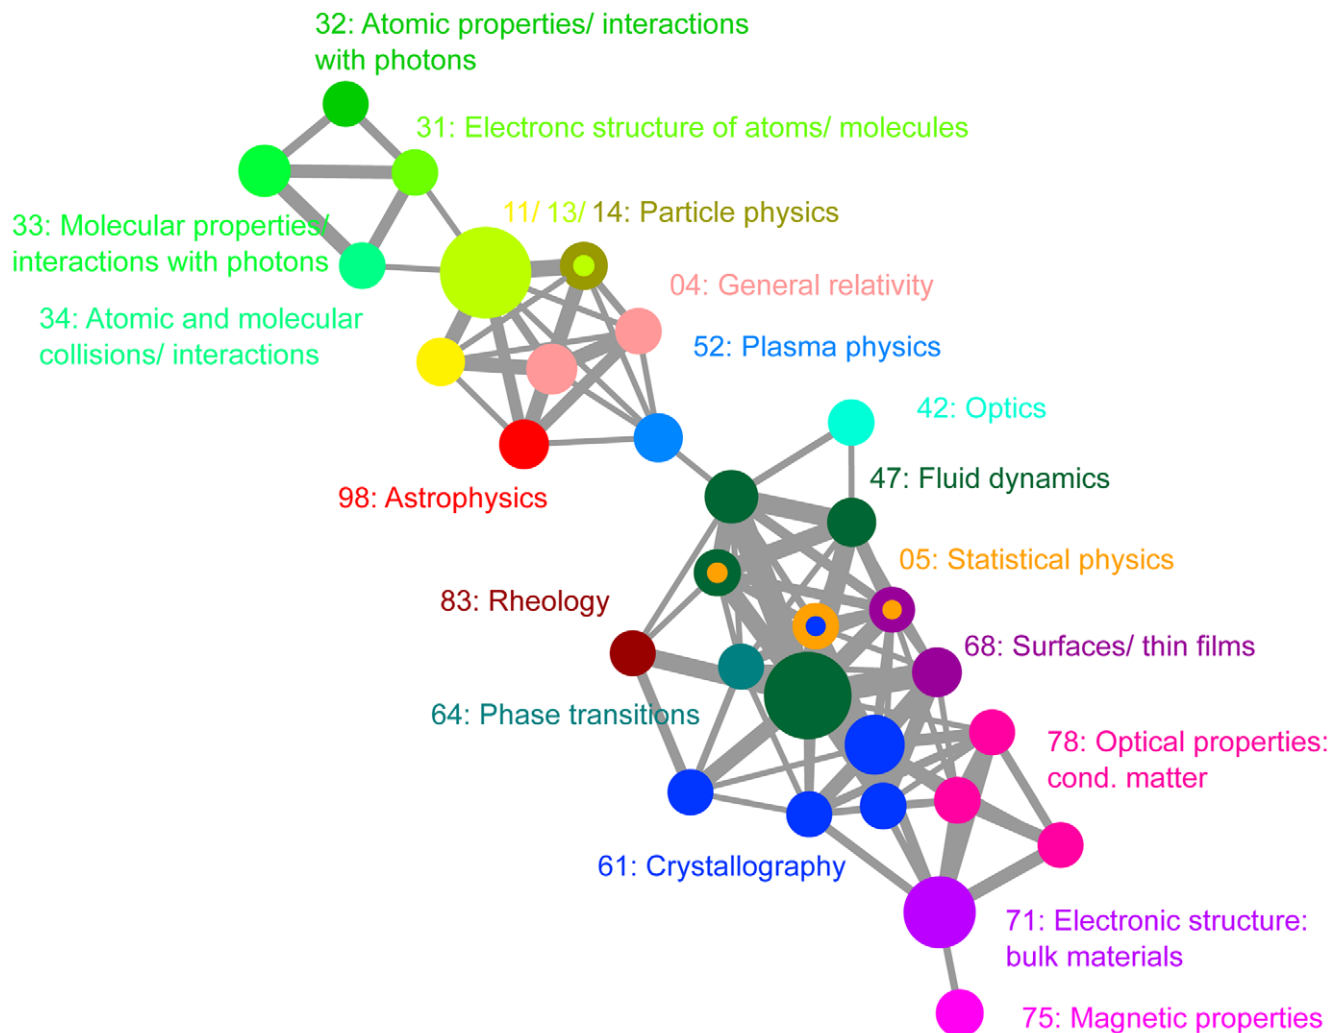 32: Atomic properties/ interactions
with photons
31: Electronc structure of atoms/ molecules
11/ 13/ 14: Particle physics
33: Molecular properties/
interactions with photons
04: General relativity
34: Atomic and molecular
collisions/ interactions
52: Plasma physics
42: Optics
47: Fluid dynamics
98: Astrophysics
05: Statistical physics
83: Rheology
68: Surfaces/ thin films
64: Phase transitions
78: Optical properties:
cond. matter
61: Crystallography
71: Electronic structure:
bulk materials
75: Magnetic properties